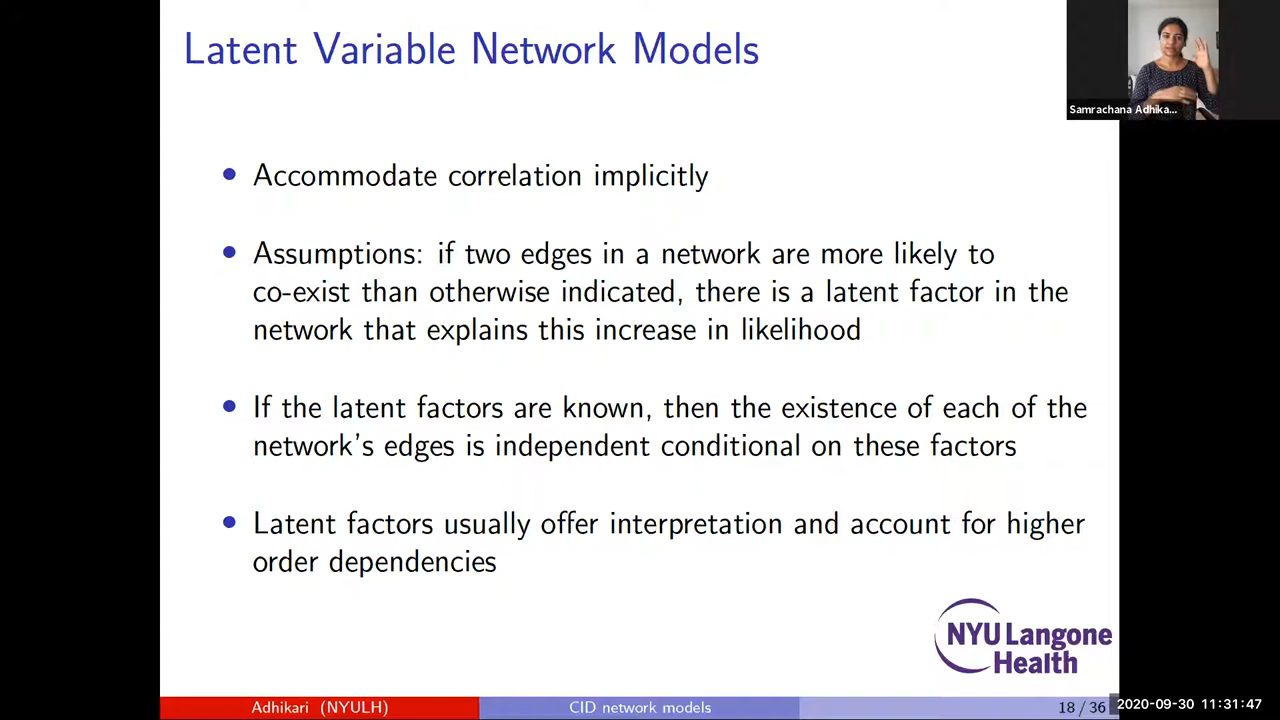 Latent Variable Network Models
Samrachana Adhika...
• Accommodate correlation implicitly
• Assumptions: if two edges in a network are more likely to
co-exist than otherwise indicated, there is a latent factor in the
network that explains this increase in likelihood
• If the latent factors are known, then the existence of each of the
network's edges is independent conditional on these factors
• Latent factors usually offer interpretation and account for higher
order dependencies
NYU Langone
Health
Adhikari (NYULH)
CID network models
18 / 36
2020-09-30 11:31:47